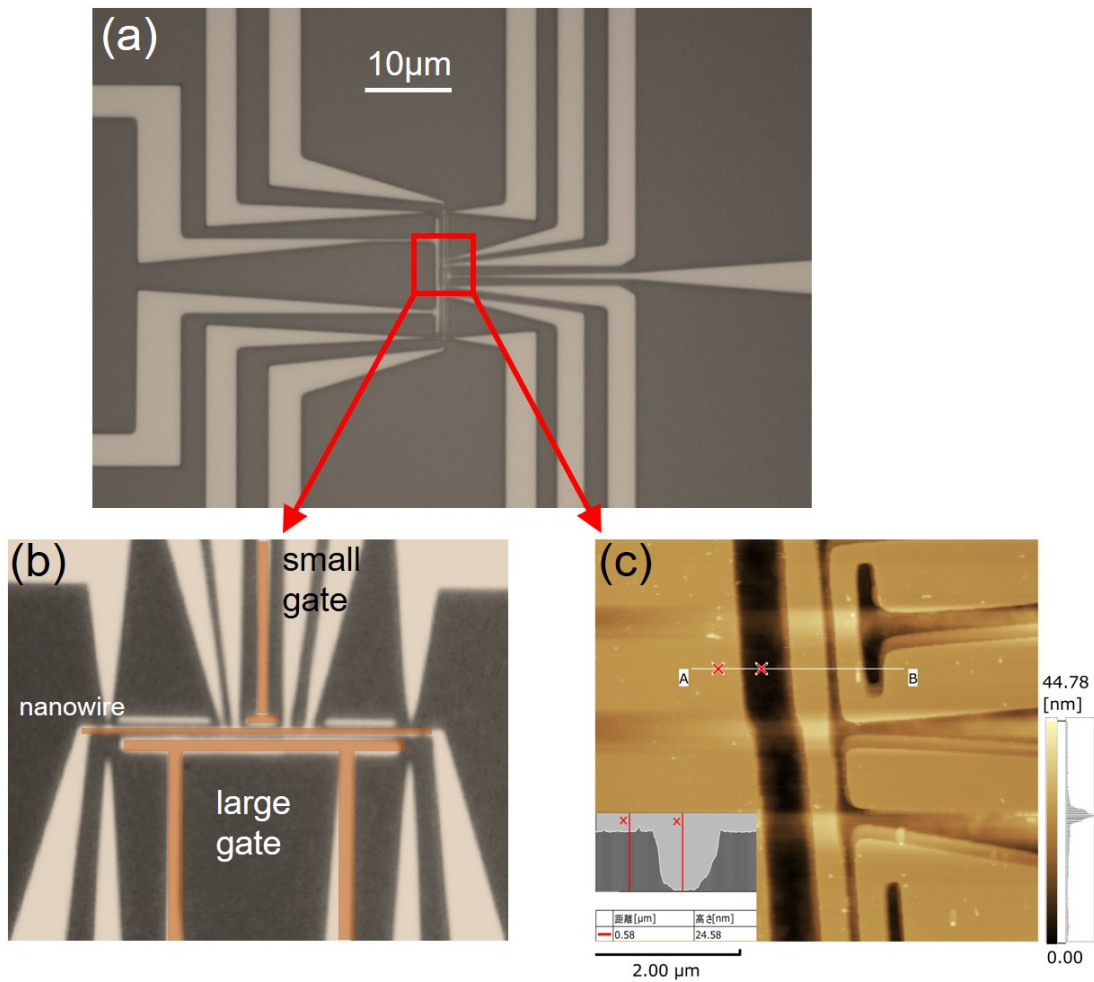 (a)
10μm
(b)
small
gate
nanowire
large
gate
(c)
A
B
44.78
[nm]
距離[μm]
高さ[nm]
0.58
24.58
2.00 μm
0.00